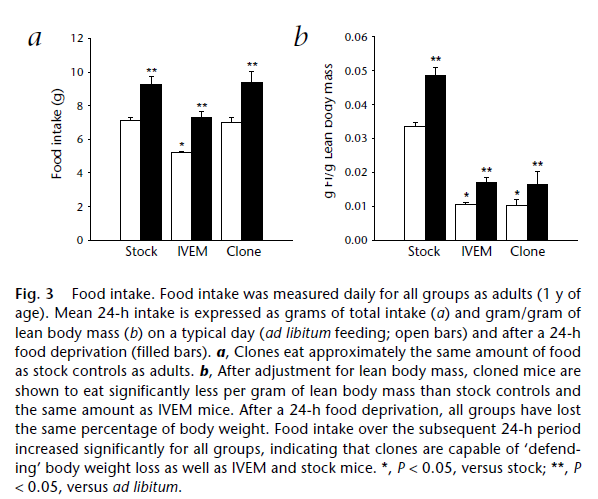 a
b
12
10
8
6
4
2
0
Food intake (g)
**
*
**
**
Stock
IVEM
Clone
0.06
0.05
0.04
0.03
0.02
0.01
0.00
g FI/g Lean body mass
**
*
**
*
**
Stock
IVEM
Clone
Fig. 3 Food intake. Food intake was measured daily for all groups as adults (1 y of
age). Mean 24-h intake is expressed as grams of total intake (a) and gram/gram of
lean body mass (b) on a typical day (ad libitum feeding; open bars) and after a 24-h
food deprivation (filled bars). a, Clones eat approximately the same amount of food
as stock controls as adults. b, After adjustment for lean body mass, cloned mice are
shown to eat significantly less per gram of lean body mass than stock controls and
the same amount as IVEM mice. After a 24-h food deprivation, all groups have lost
the same percentage of body weight. Food intake over the subsequent 24-h period
increased significantly for all groups, indicating that clones are capable of ‘defend-
ing’ body weight loss as well as IVEM and stock mice. *, P < 0.05, versus stock; **, P
< 0.05, versus ad libitum.